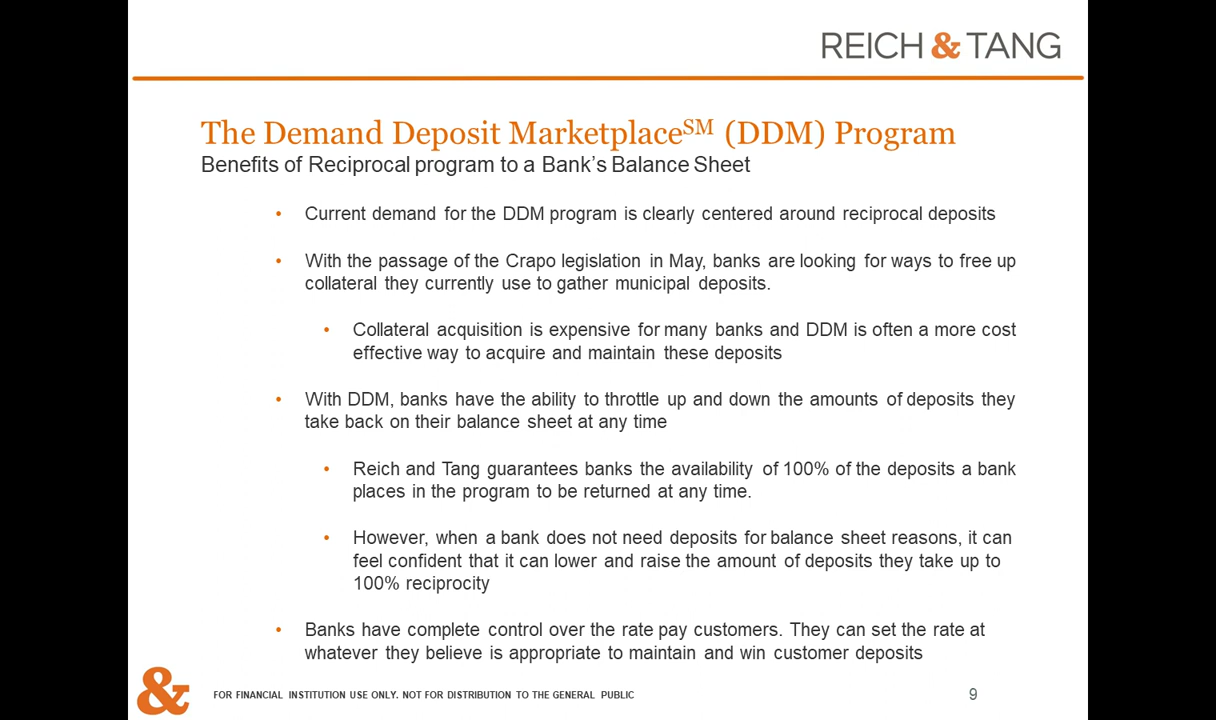 REICH & TANG
The Demand Deposit Marketplace℠ (DDM) Program
Benefits of Reciprocal program to a Bank's Balance Sheet
• Current demand for the DDM program is clearly centered around reciprocal deposits
• With the passage of the Crapo legislation in May, banks are looking for ways to free up
collateral they currently use to gather municipal deposits.
• Collateral acquisition is expensive for many banks and DDM is often a more cost
effective way to acquire and maintain these deposits
• With DDM, banks have the ability to throttle up and down the amounts of deposits they
take back on their balance sheet at any time
• Reich and Tang guarantees banks the availability of 100% of the deposits a bank
places in the program to be returned at any time.
• However, when a bank does not need deposits for balance sheet reasons, it can
feel confident that it can lower and raise the amount of deposits they take up to
100% reciprocity
• Banks have complete control over the rate pay customers. They can set the rate at
whatever they believe is appropriate to maintain and win customer deposits
&
FOR FINANCIAL INSTITUTION USE ONLY. NOT FOR DISTRIBUTION TO THE GENERAL PUBLIC
9